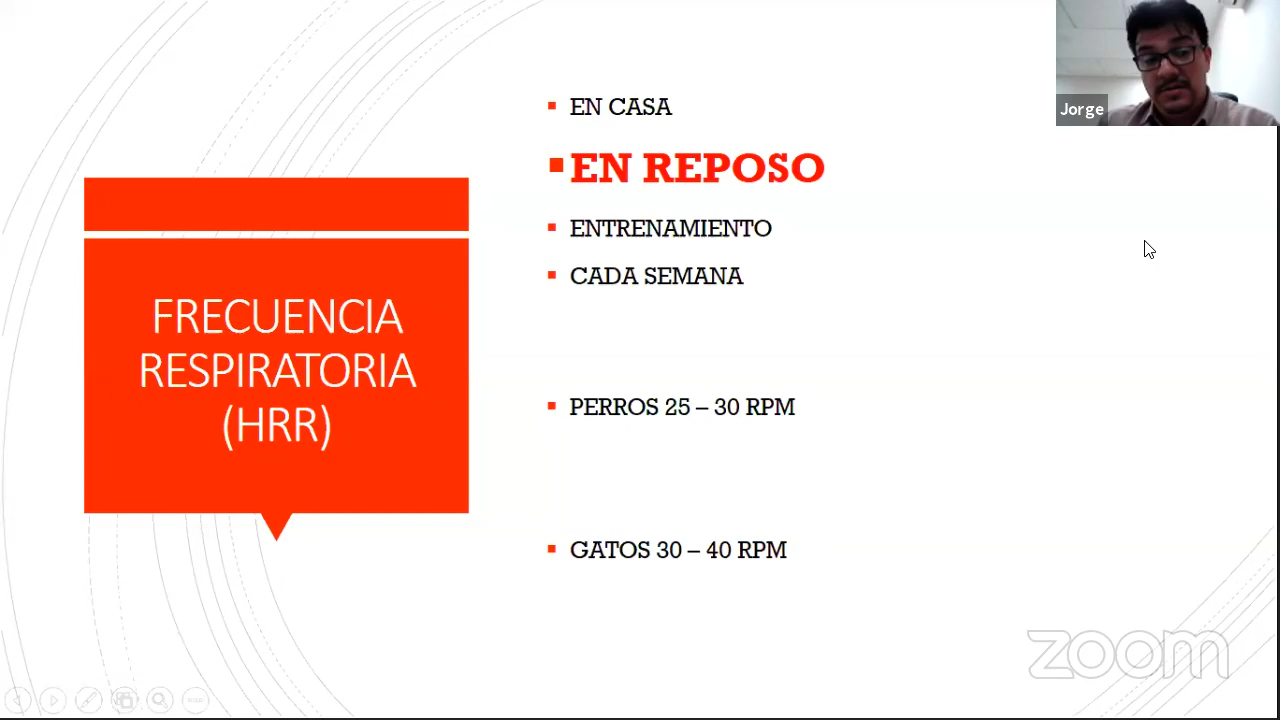 Jorge
EN CASA
EN REPOSO
ENTRENAMIENTO
CADA SEMANA
FRECUENCIA
RESPIRATORIA
(HRR)
PERROS 25 – 30 RPM
GATOS 30 – 40 RPM
zoom